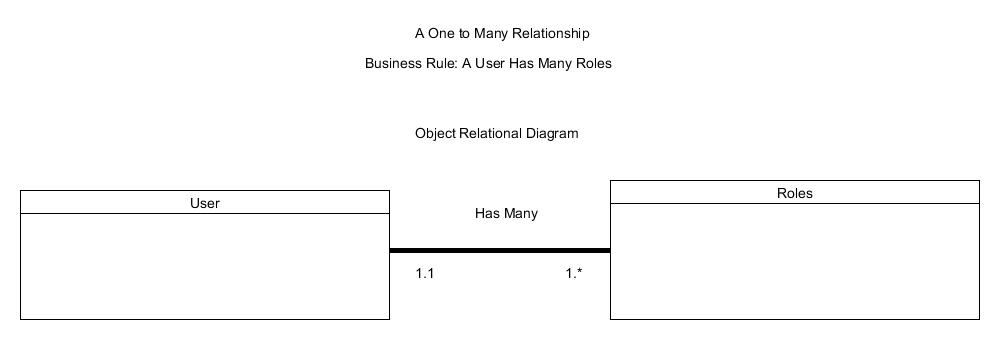 A One to Many Relationship
Business Rule: A User Has Many Roles
Object Relational Diagram
User
Has Many
Roles
1.1
1.*